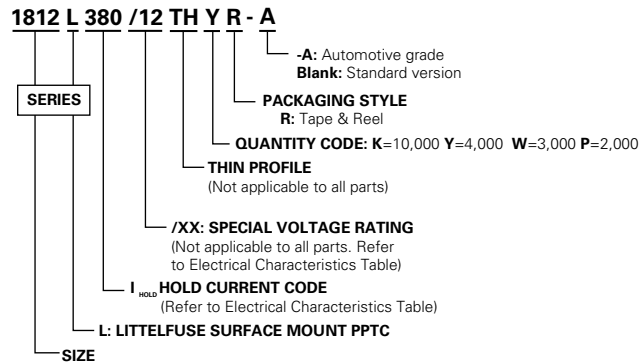 1812 L 380 /12 TH Y R - A
-A: Automotive grade
Blank: Standard version
SERIES
PACKAGING STYLE
R: Tape & Reel
QUANTITY CODE: K=10,000 Y=4,000 W=3,000 P=2,000
THIN PROFILE
(Not applicable to all parts)
/XX: SPECIAL VOLTAGE RATING
(Not applicable to all parts. Refer
to Electrical Characteristics Table)
I HOLD HOLD CURRENT CODE
(Refer to Electrical Characteristics Table)
L: LITTELFUSE SURFACE MOUNT PPTC
SIZE